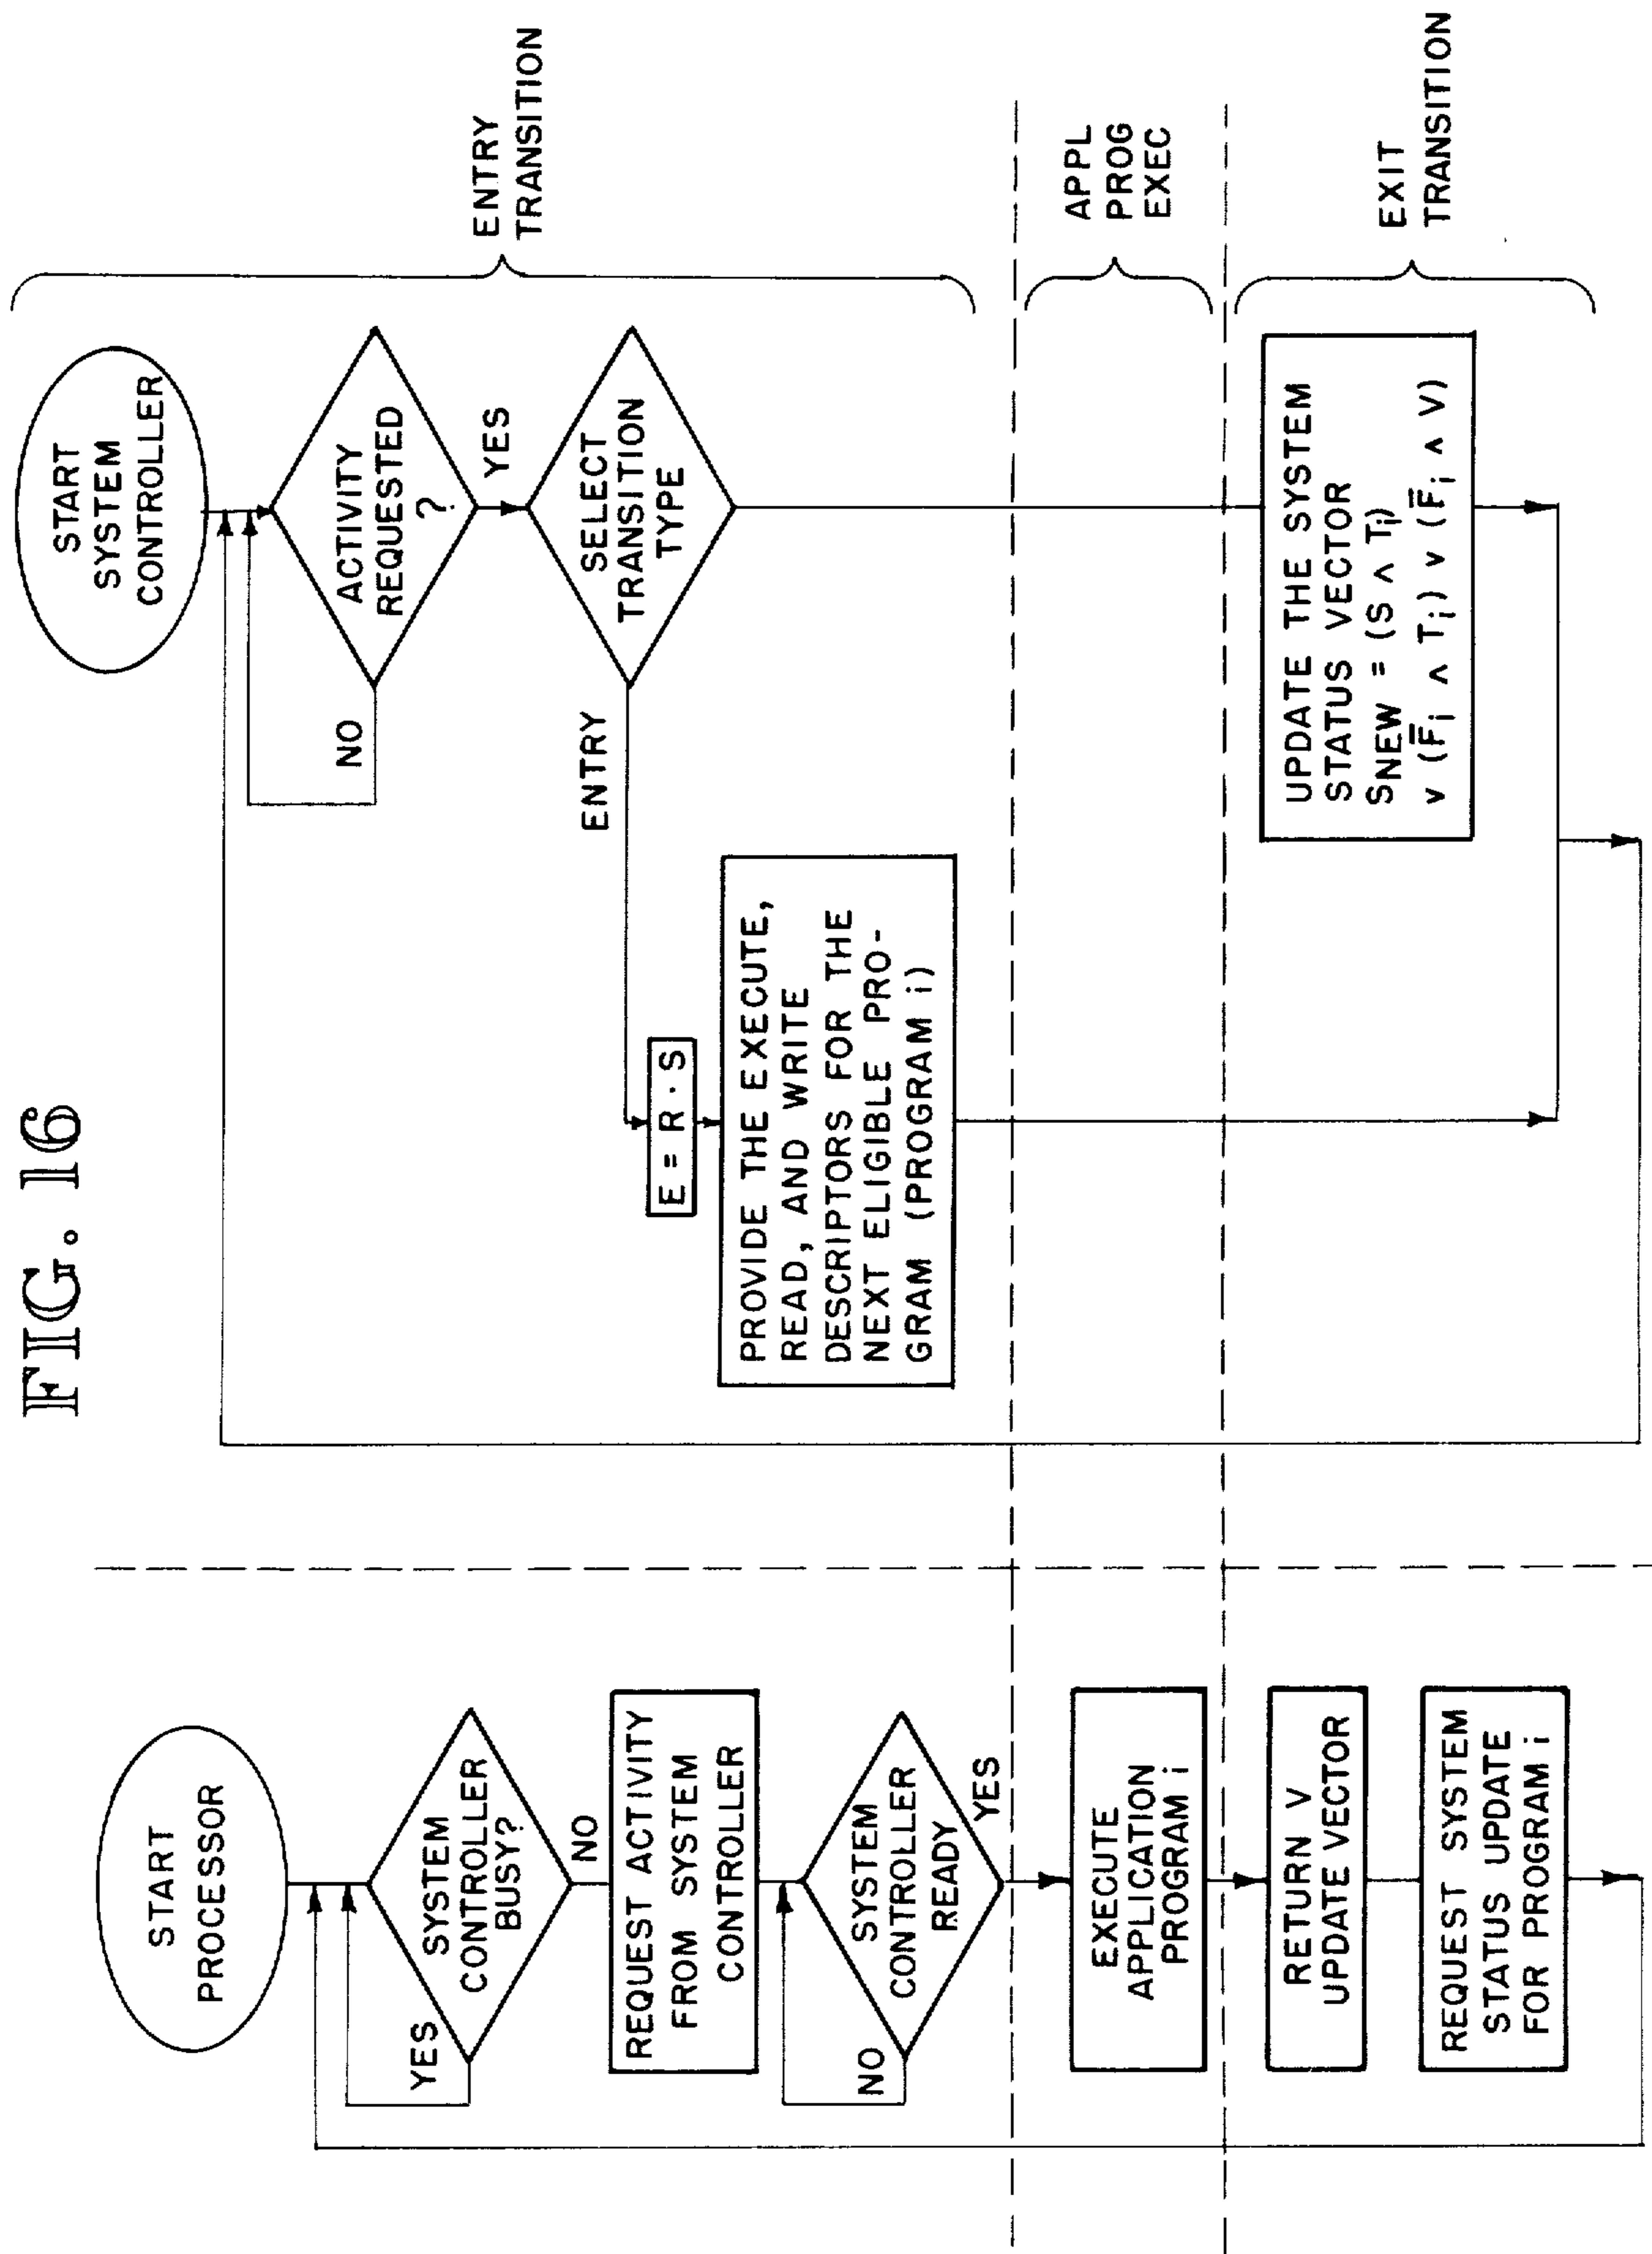 FIG. 16
START
PROCESSOR
SYSTEM
CONTROLLER
BUSY?
YES
NO
REQUEST ACTIVITY
FROM SYSTEM
CONTROLLER
SYSTEM
CONTROLLER
READY
NO
YES
EXECUTE
APPLICATION
PROGRAM i
RETURN V
UPDATE VECTOR
REQUEST SYSTEM
STATUS UPDATE
FOR PROGRAM i
START
SYSTEM
CONTROLLER
ACTIVITY
REQUESTED
?
NO
YES
SELECT
TRANSITION
TYPE
ENTRY
E = R · S
PROVIDE THE EXECUTE,
READ, AND WRITE
DESCRIPTORS FOR THE
NEXT ELIGIBLE PRO-
GRAM (PROGRAM i)
UPDATE THE SYSTEM
STATUS VECTOR
SNEW = (S ∧ Ti)
v (F̅i ∧ Ti) v (F̅i ∧ V)
ENTRY
TRANSITION
APPL
PROG
EXEC
EXIT
TRANSITION